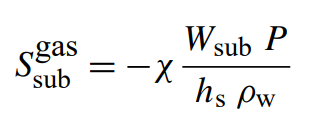 S_sub^gas = −χ W_sub P / h_s ρ_w